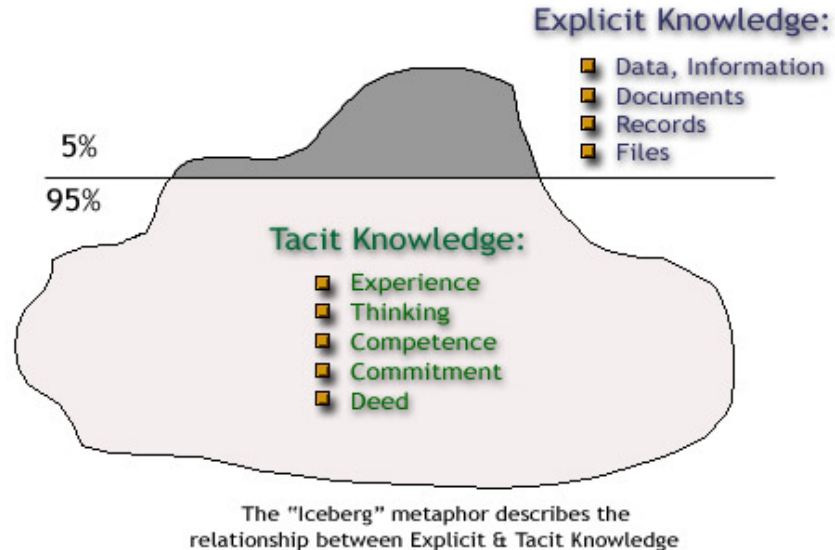 Explicit Knowledge:
Data, Information
Documents
Records
Files
5%
95%
Tacit Knowledge:
Experience
Thinking
Competence
Commitment
Deed
The “Iceberg” metaphor describes the
relationship between Explicit & Tacit Knowledge